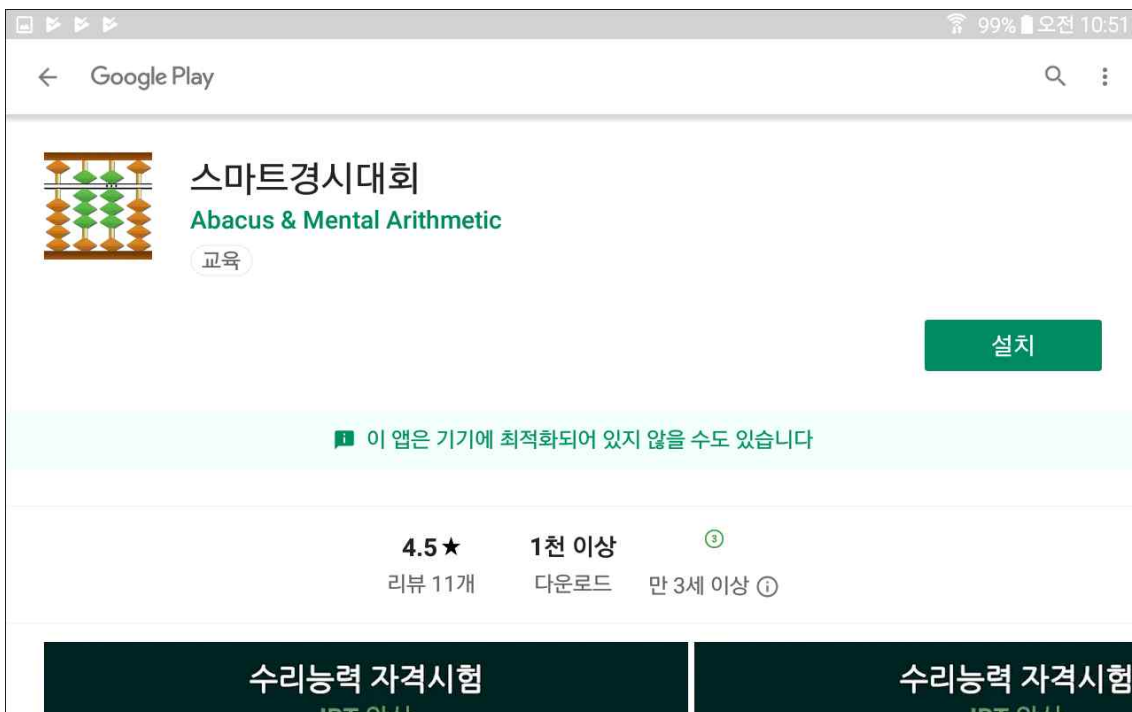 99% 오전 10:51
Google Play
스마트경시대회
Abacus & Mental Arithmetic
교육
설치
이 앱은 기기에 최적화되어 있지 않을 수도 있습니다
4.5★ 1천 이상 3
리뷰 11개 다운로드 만 3세 이상
수리능력 자격시험 수리능력 자격시험